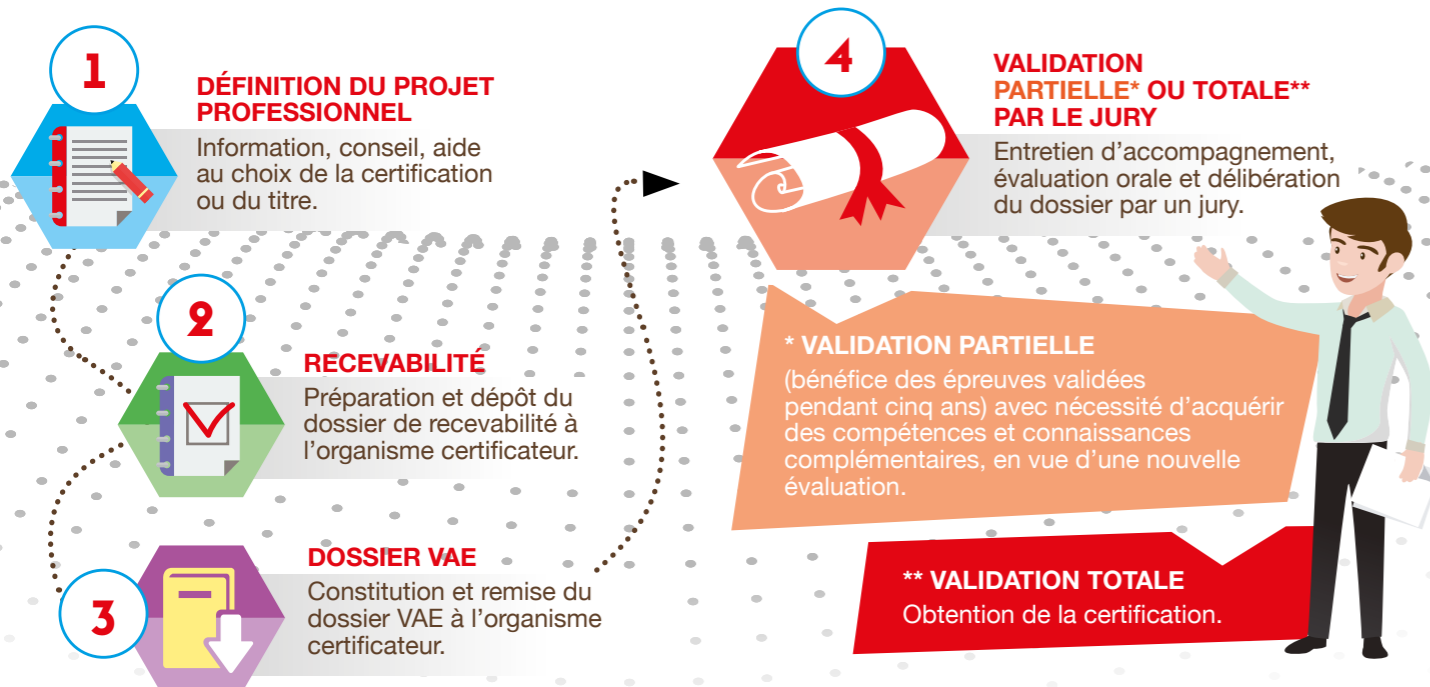 1
DÉFINITION DU PROJET
PROFESSIONNEL
Information, conseil, aide
au choix de la certification
ou du titre.
2
RECEVABILITÉ
Préparation et dépôt du
dossier de recevabilité à
l’organisme certificateur.
3
DOSSIER VAE
Constitution et remise du
dossier VAE à l’organisme
certificateur.
4
VALIDATION
PARTIELLE* OU TOTALE**
PAR LE JURY
Entretien d’accompagnement,
évaluation orale et délibération
du dossier par un jury.
* VALIDATION PARTIELLE
(bénéfice des épreuves validées
pendant cinq ans) avec nécessité d’acquérir
des compétences et connaissances
complémentaires, en vue d’une nouvelle
évaluation.
** VALIDATION TOTALE
Obtention de la certification.